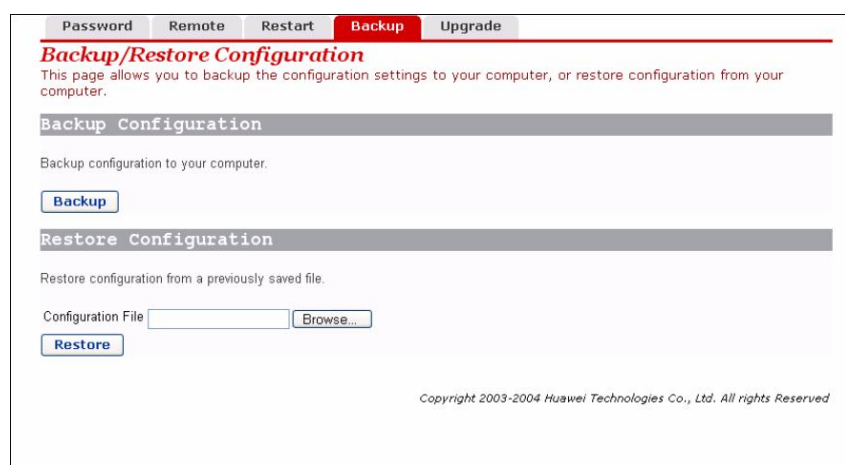 Password Remote Restart Backup Upgrade
Backup/Restore Configuration
This page allows you to backup the configuration settings to your computer, or restore configuration from your
computer.
Backup Configuration
Backup configuration to your computer.
Backup
Restore Configuration
Restore configuration from a previously saved file.
Configuration File Browse...
Restore
Copyright 2003-2004 Huawei Technologies Co., Ltd. All rights Reserved